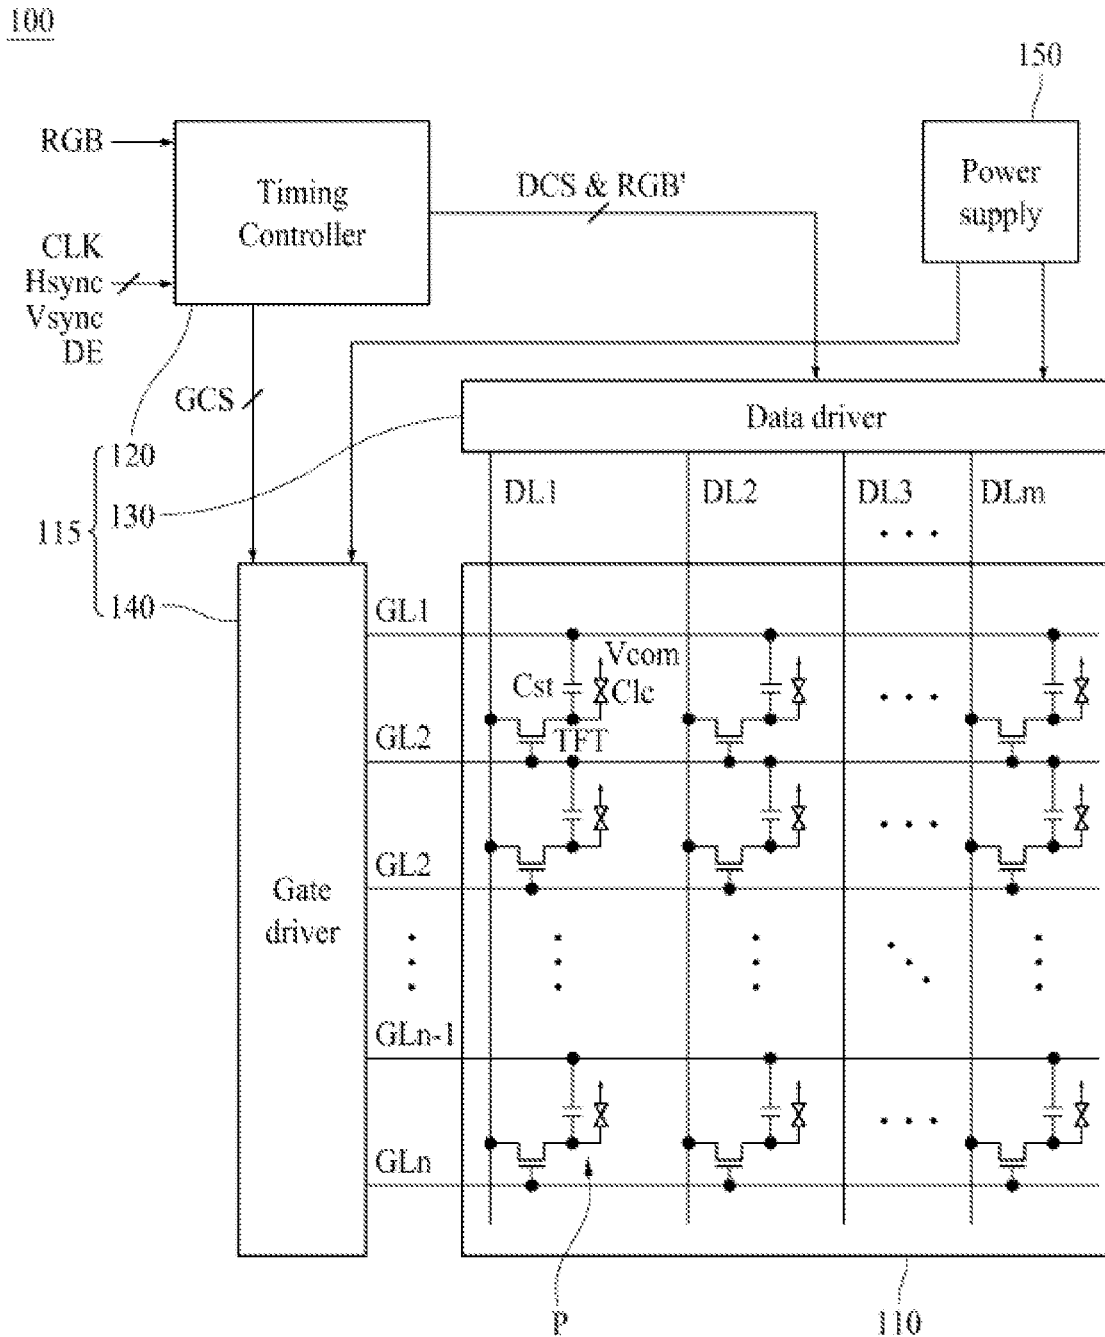 100
150
RGB
Timing
Controller
DCS & RGB'
Power
supply
CLK
Hsync
Vsync
DE
GCS
Data driver
120
130
115
140
DL1
DL2
DL3
DLm
GL1
Vcom
Cst
Clc
GL2
TFT
GL2
Gate
driver
GLn-1
GLn
P
110